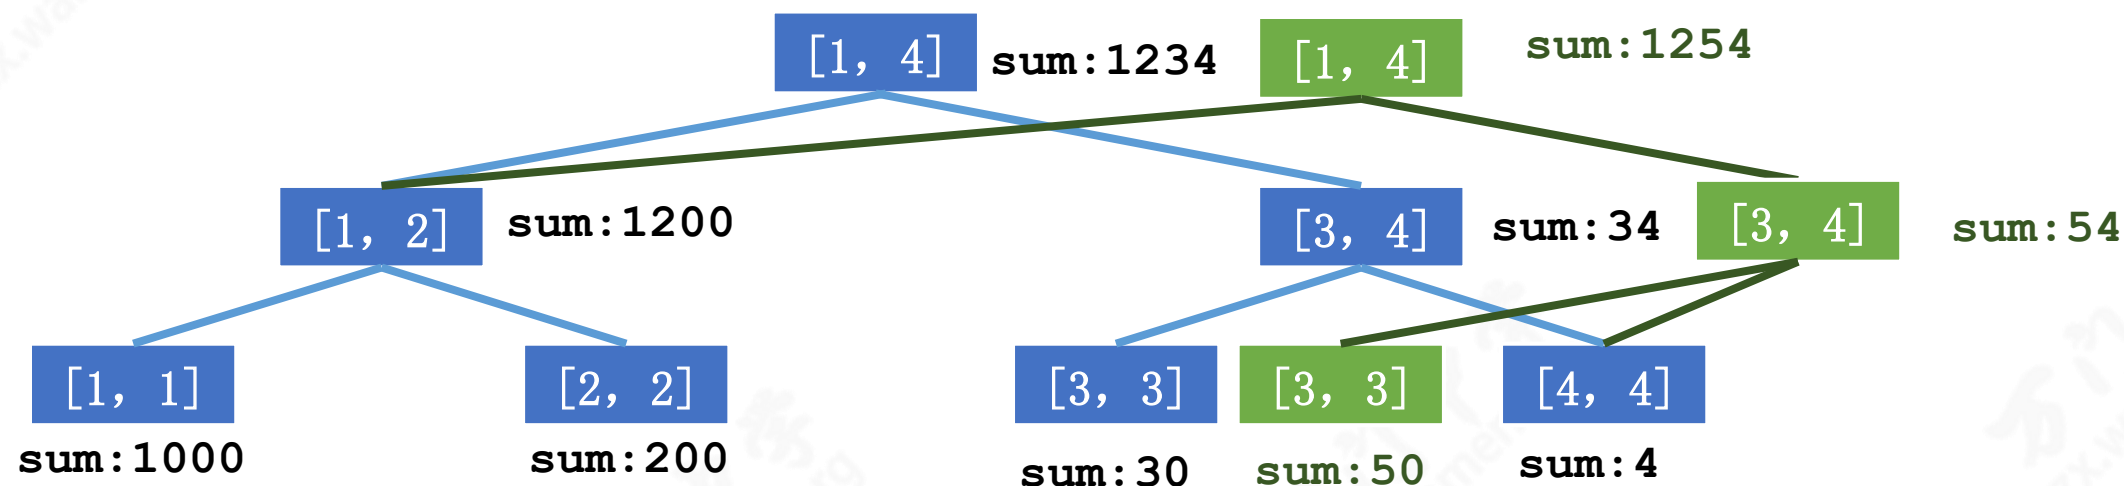 [1, 4] sum:1234 [1, 4] sum:1254
[1, 2] sum:1200 [3, 4] sum:34 [3, 4] sum:54
[1, 1] [2, 2] [3, 3] [3, 3] [4, 4]
sum:1000 sum:200 sum:30 sum:50 sum:4